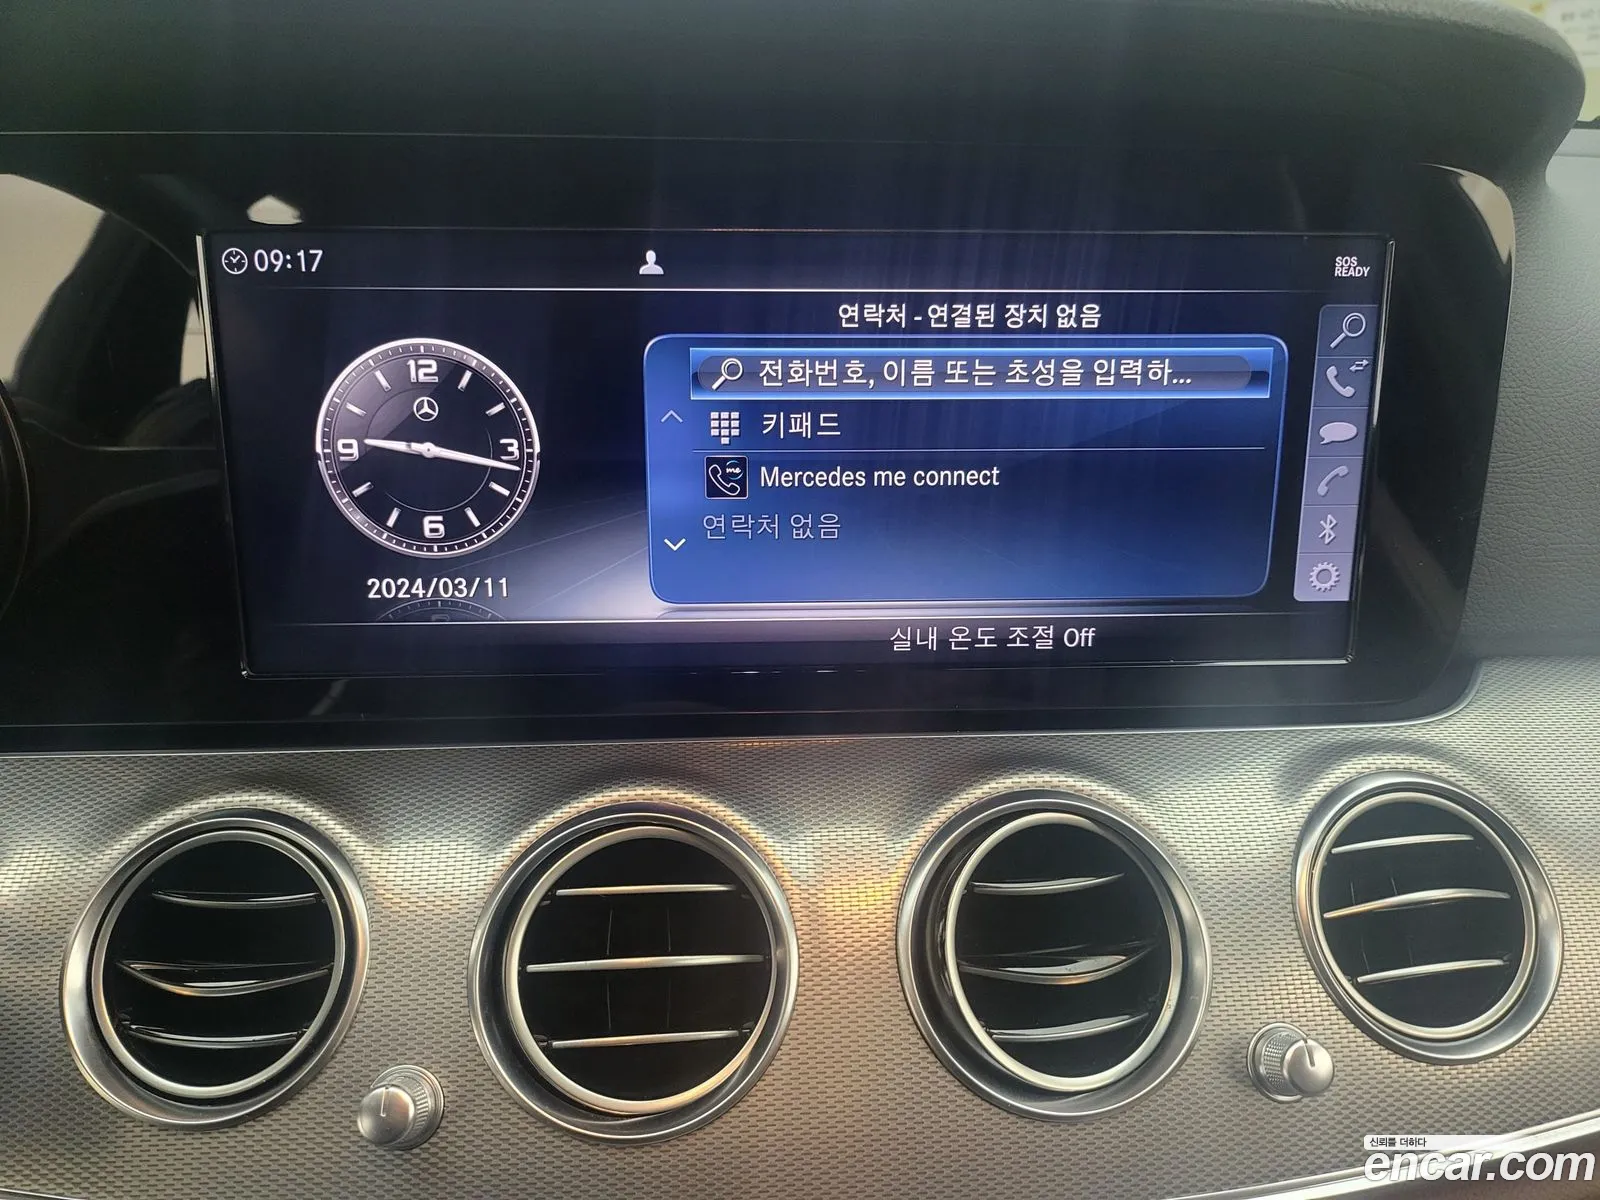 09:17
SOS
READY
연락처 - 연결된 장치 없음
전화번호, 이름 또는 초성을 입력하...
키패드
me
Mercedes me connect
연락처 없음
12
3
6
9
2024/03/11
실내 온도 조절 Off
신뢰를 더하다
encar.com